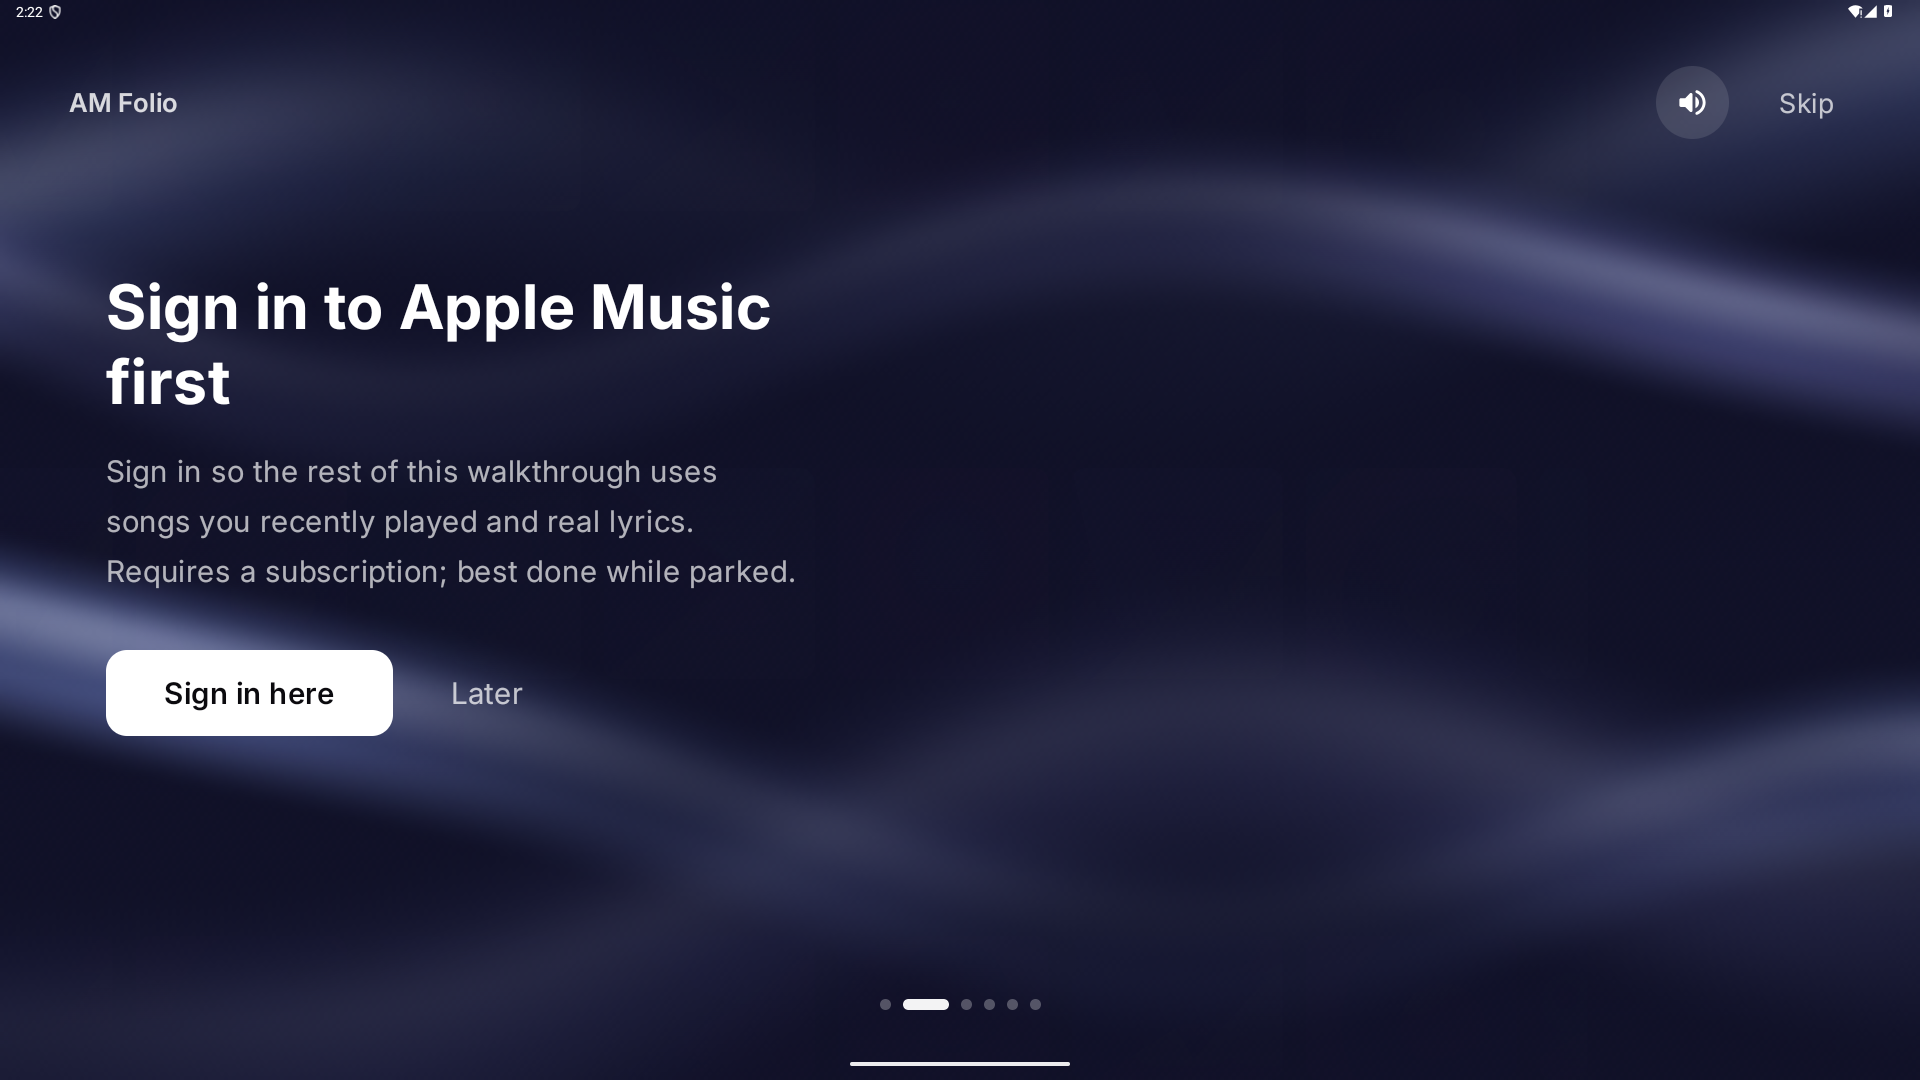 2:22
AM Folio
Skip
Sign in to Apple Music
first
Sign in so the rest of this walkthrough uses
songs you recently played and real lyrics.
Requires a subscription; best done while parked.
Sign in here
Later